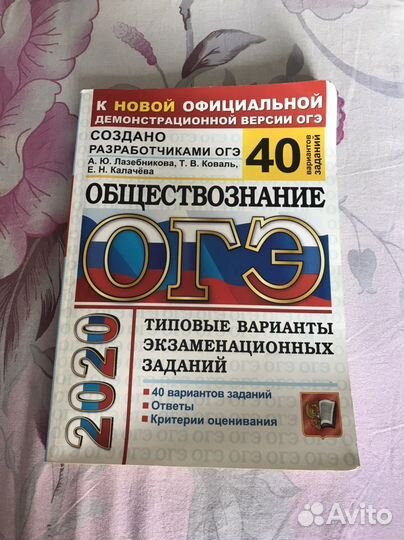 К НОВОЙ ОФИЦИАЛЬНОЙ
ДЕМОНСТРАЦИОННОЙ ВЕРСИИ ОГЭ
СОЗДАНО
РАЗРАБОТЧИКАМИ ОГЭ
А. Ю. Лазебникова, Т. В. Коваль,
Е. Н. Калачёва
40 вариантов
заданий
ОБЩЕСТВОЗНАНИЕ
ОГЭ
2020
ТИПОВЫЕ ВАРИАНТЫ
ЭКЗАМЕНАЦИОННЫХ
ЗАДАНИЙ
40 вариантов заданий
Ответы
Критерии оценивания
Avito